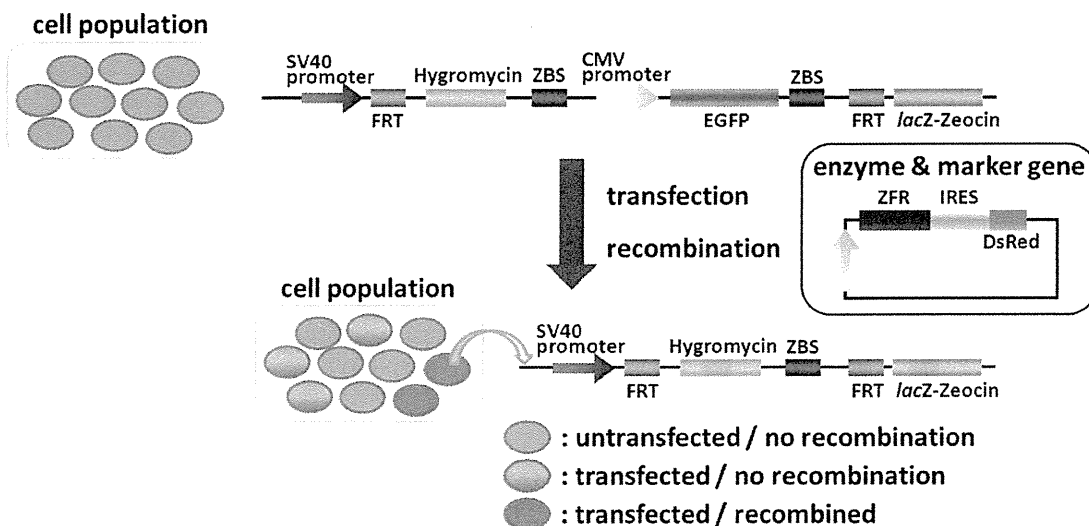 cell population
SV40
promoter
Hygromycin
ZBS
CMV
promoter
ZBS
FRT
EGFP
FRT
lacZ-Zeocin
transfection
recombination
enzyme & marker gene
ZFR
IRES
DsRed
cell population
SV40
promoter
Hygromycin
ZBS
FRT
FRT
lacZ-Zeocin
: untransfected / no recombination
: transfected / no recombination
: transfected / recombined